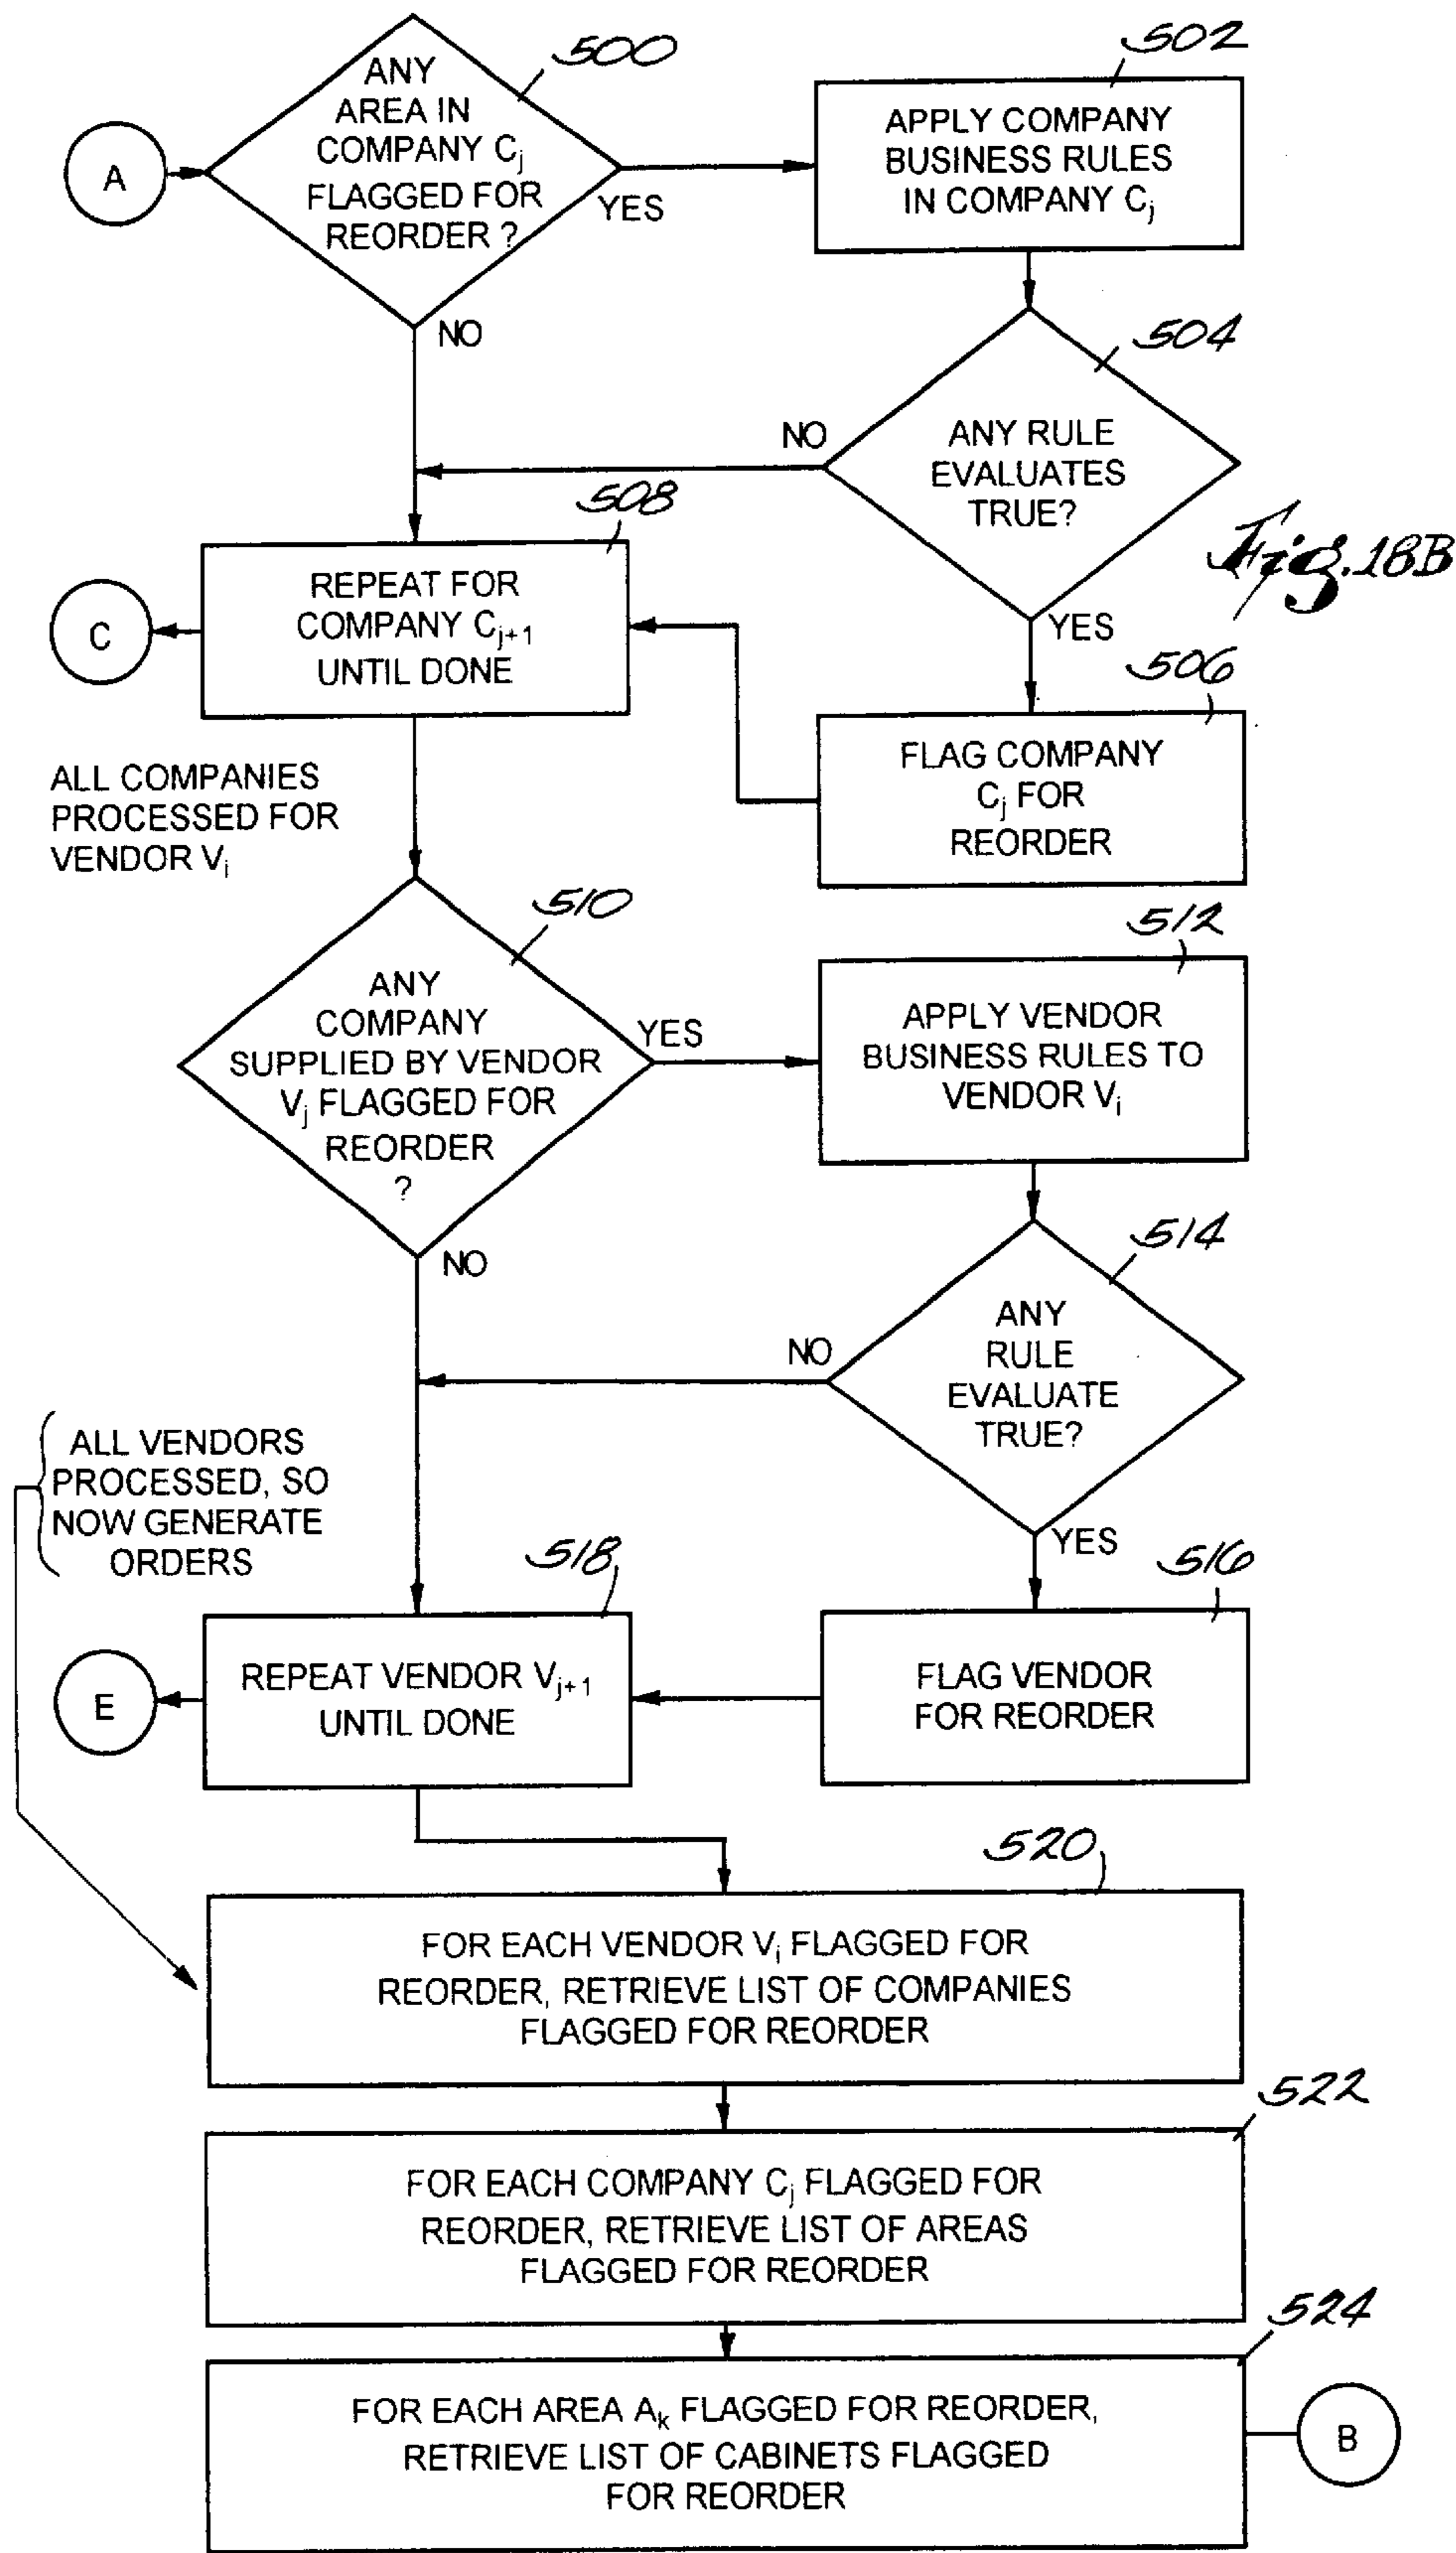 500
ANY
AREA IN
COMPANY Cj
FLAGGED FOR
REORDER ?
A
YES
NO
502
APPLY COMPANY
BUSINESS RULES
IN COMPANY Cj
504
ANY RULE
EVALUATES
TRUE?
NO
YES
Fig. 18B
508
REPEAT FOR
COMPANY Cj+1
UNTIL DONE
C
506
FLAG COMPANY
Cj FOR
REORDER
ALL COMPANIES
PROCESSED FOR
VENDOR Vi
510
ANY
COMPANY
SUPPLIED BY VENDOR
Vj FLAGGED FOR
REORDER
?
YES
NO
512
APPLY VENDOR
BUSINESS RULES TO
VENDOR Vi
514
ANY
RULE
EVALUATE
TRUE?
NO
YES
ALL VENDORS
PROCESSED, SO
NOW GENERATE
ORDERS
518
REPEAT VENDOR Vj+1
UNTIL DONE
E
516
FLAG VENDOR
FOR REORDER
520
FOR EACH VENDOR Vi FLAGGED FOR
REORDER, RETRIEVE LIST OF COMPANIES
FLAGGED FOR REORDER
522
FOR EACH COMPANY Cj FLAGGED FOR
REORDER, RETRIEVE LIST OF AREAS
FLAGGED FOR REORDER
524
FOR EACH AREA Ak FLAGGED FOR REORDER,
RETRIEVE LIST OF CABINETS FLAGGED
FOR REORDER
B